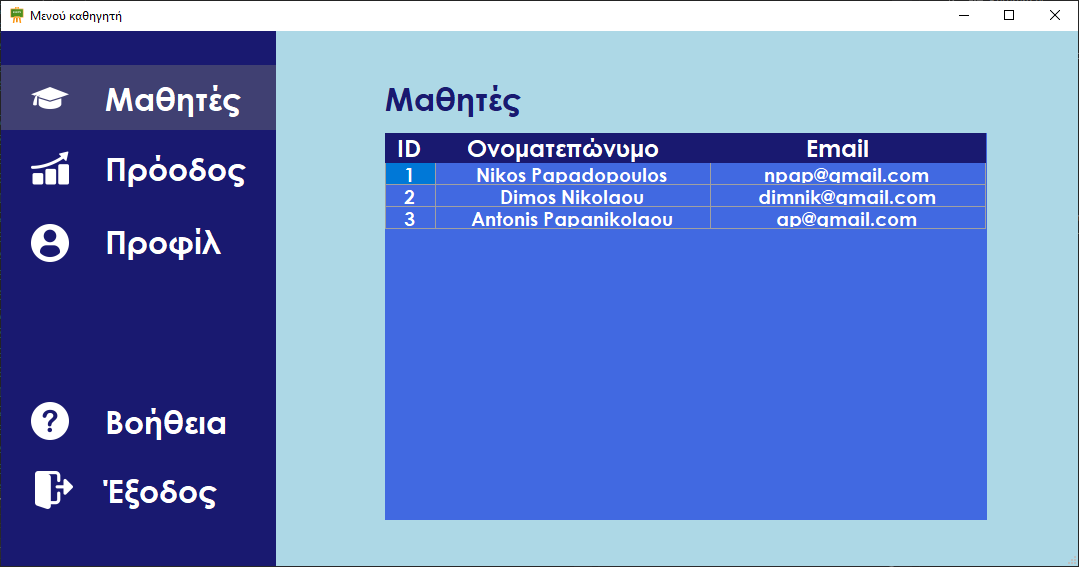 Μενού καθηγητή
Μαθητές
Πρόοδος
Προφίλ
Βοήθεια
Έξοδος
Μαθητές
ID Ονοματεπώνυμο Email
1 Nikos Papadopoulos npap@gmail.com
2 Dimos Nikolaou dimnik@gmail.com
3 Antonis Papanikolaou ap@gmail.com